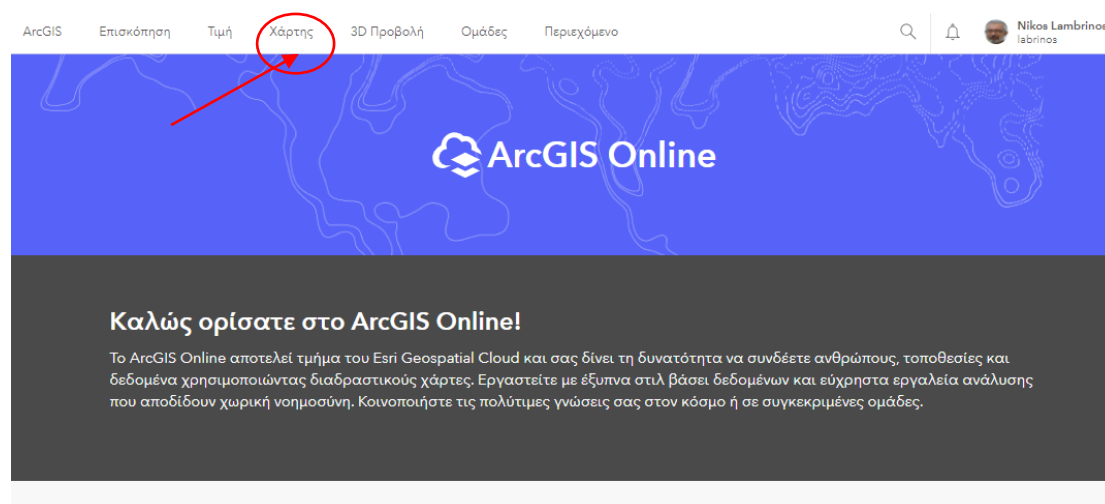 ArcGIS Επισκόπηση Τιμή Χάρτης 3D Προβολή Ομάδες Περιεχόμενο Nikos Lambrinos
labrinos
ArcGIS Online
Καλώς ορίσατε στο ArcGIS Online!
Το ArcGIS Online αποτελεί τμήμα του Esri Geospatial Cloud και σας δίνει τη δυνατότητα να συνδέετε ανθρώπους, τοποθεσίες και
δεδομένα χρησιμοποιώντας διαδραστικούς χάρτες. Εργαστείτε με έξυπνα στιλ βάσει δεδομένων και εύχρηστα εργαλεία ανάλυσης
που αποδίδουν χωρική νοημοσύνη. Κοινοποιήστε τις πολύτιμες γνώσεις σας στον κόσμο ή σε συγκεκριμένες ομάδες.